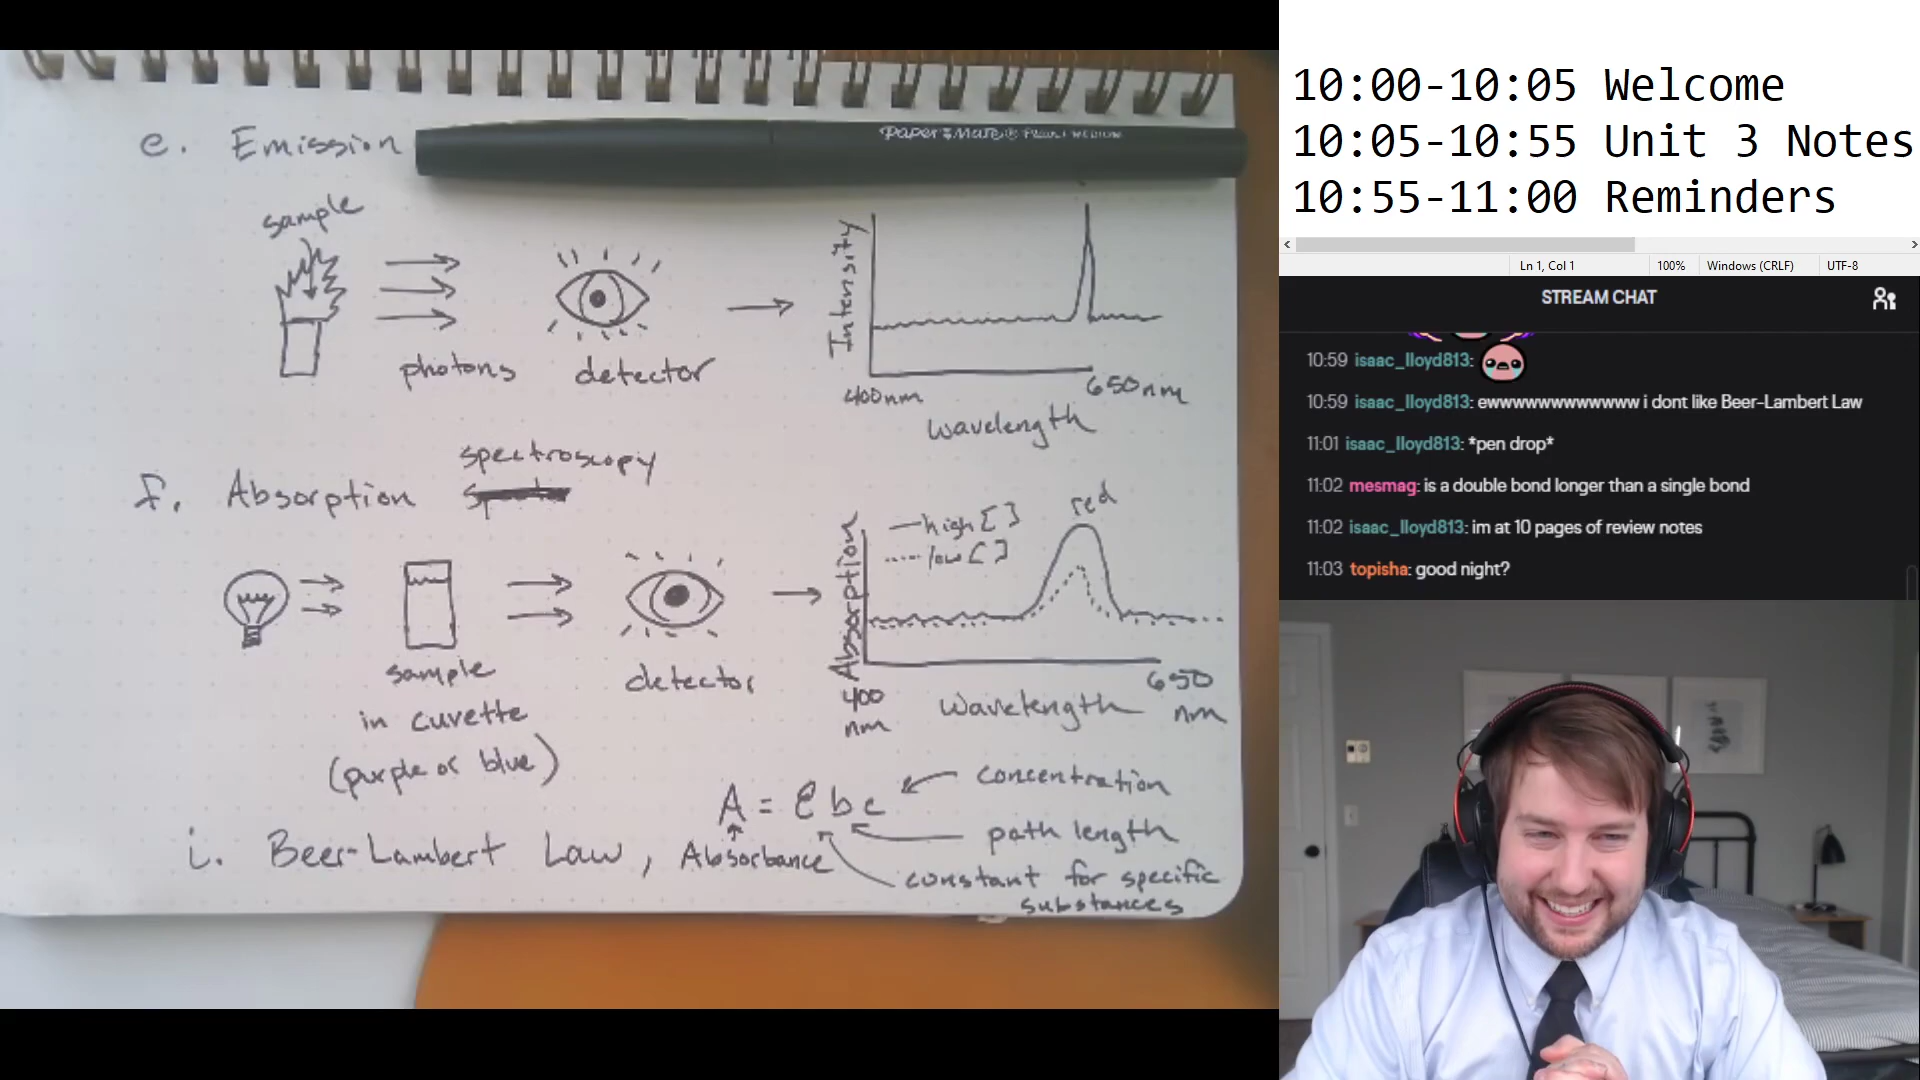 e. Emission
PAPER MATE® FLAIR MEDIUM
sample
photons
detector
Intensity
400nm
650nm
wavelength
f. Absorption
spectroscopy
sample
in cuvette
(purple or blue)
detector
Absorption
high [ ]
low [ ]
red
400
nm
wavelength
650
nm
A = ε b c
concentration
path length
constant for specific
substances
i. Beer-Lambert Law, Absorbance
10:00-10:05 Welcome
10:05-10:55 Unit 3 Notes
10:55-11:00 Reminders
Ln 1, Col 1
100%
Windows (CRLF)
UTF-8
STREAM CHAT
10:59 isaac_lloyd813:
10:59 isaac_lloyd813: ewwwwwwwwwwww i dont like Beer-Lambert Law
11:01 isaac_lloyd813: *pen drop*
11:02 mesmag: is a double bond longer than a single bond
11:02 isaac_lloyd813: im at 10 pages of review notes
11:03 topisha: good night?